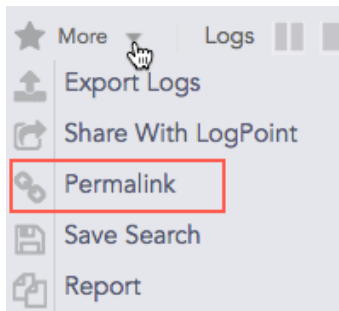 More Logs
Export Logs
Share With LogPoint
Permalink
Save Search
Report